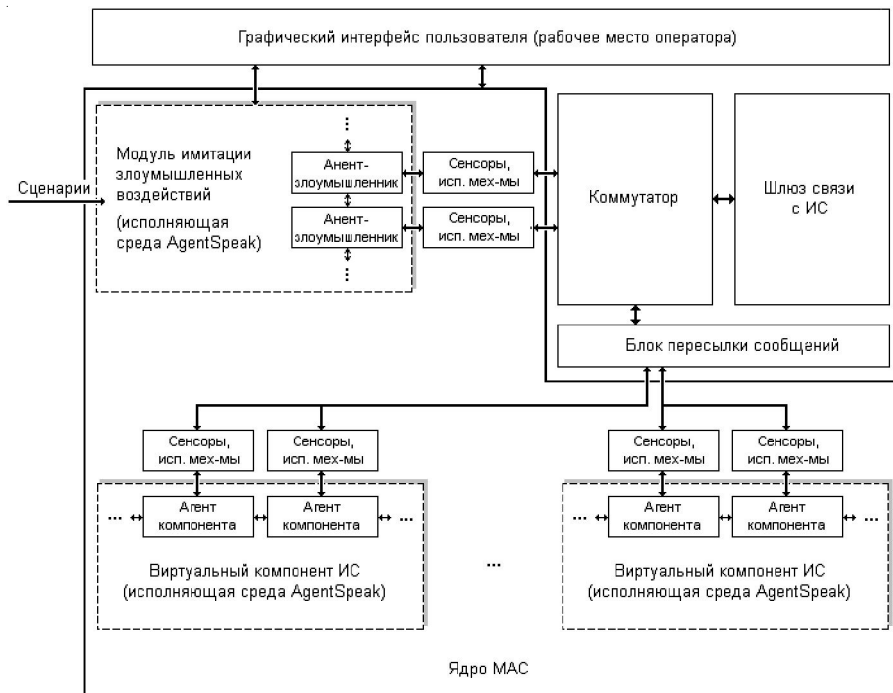 Графический интерфейс пользователя (рабочее место оператора)
Сценарии
Модуль имитации
злоумышленных
воздействий
(исполняющая
среда AgentSpeak)
...
Анент-
злоумышленник
Анент-
злоумышленник
...
Сенсоры,
исп. мех-мы
Сенсоры,
исп. мех-мы
Коммутатор
Шлюз связи
с ИС
Блок пересылки сообщений
Сенсоры,
исп. мех-мы
Сенсоры,
исп. мех-мы
Сенсоры,
исп. мех-мы
Сенсоры,
исп. мех-мы
...
Агент
компонента
Агент
компонента
...
Виртуальный компонент ИС
(исполняющая среда AgentSpeak)
...
...
Агент
компонента
Агент
компонента
...
Виртуальный компонент ИС
(исполняющая среда AgentSpeak)
Ядро МАС